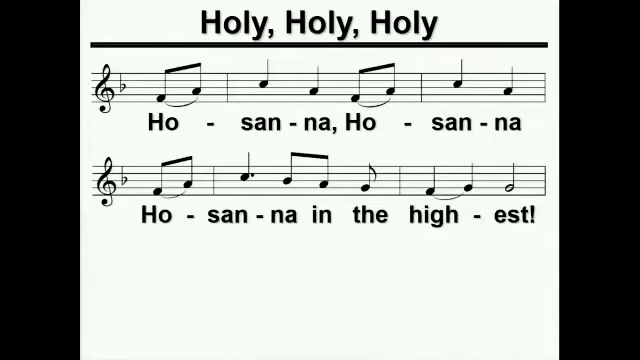 Holy, Holy, Holy
Ho - san - na, Ho - san - na
Ho - san - na in the high - est!